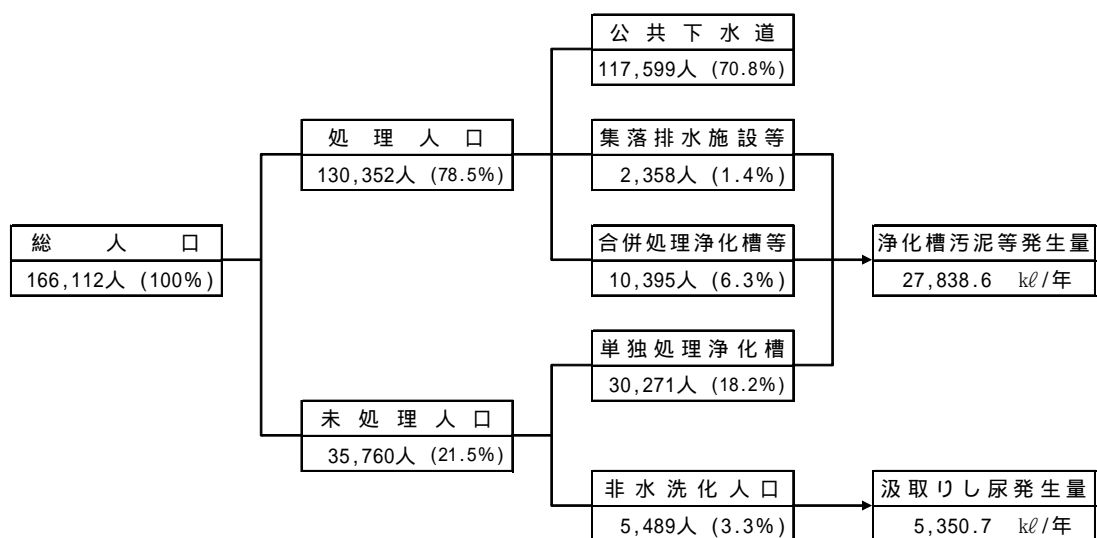 公共下水道
117,599人 (70.8%)
処理人口
130,352人 (78.5%)
集落排水施設等
2,358人 (1.4%)
総人口
166,112人 (100%)
合併処理浄化槽等
10,395人 (6.3%)
浄化槽汚泥等発生量
27,838.6 kℓ/年
単独処理浄化槽
30,271人 (18.2%)
未処理人口
35,760人 (21.5%)
非水洗化人口
5,489人 (3.3%)
汲取りし尿発生量
5,350.7 kℓ/年